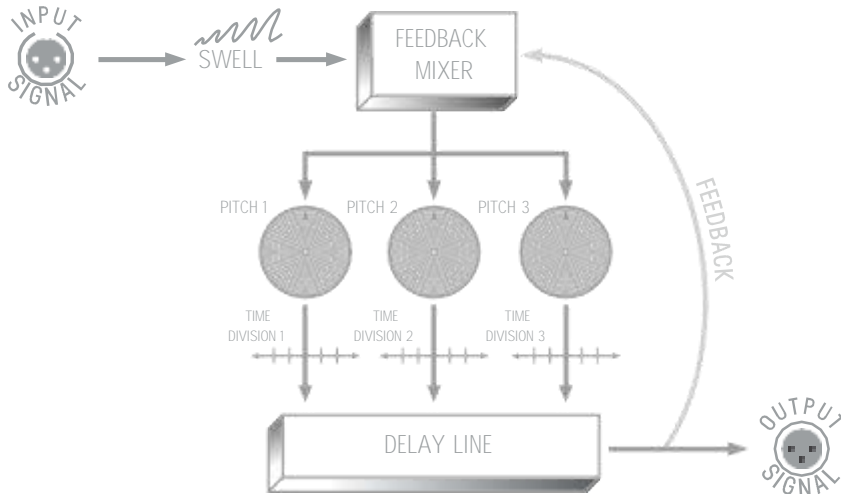 INPUT
SIGNAL
SWELL
FEEDBACK
MIXER
PITCH 1
PITCH 2
PITCH 3
FEEDBACK
TIME
DIVISION 1
TIME
DIVISION 2
TIME
DIVISION 3
DELAY LINE
OUTPUT
SIGNAL